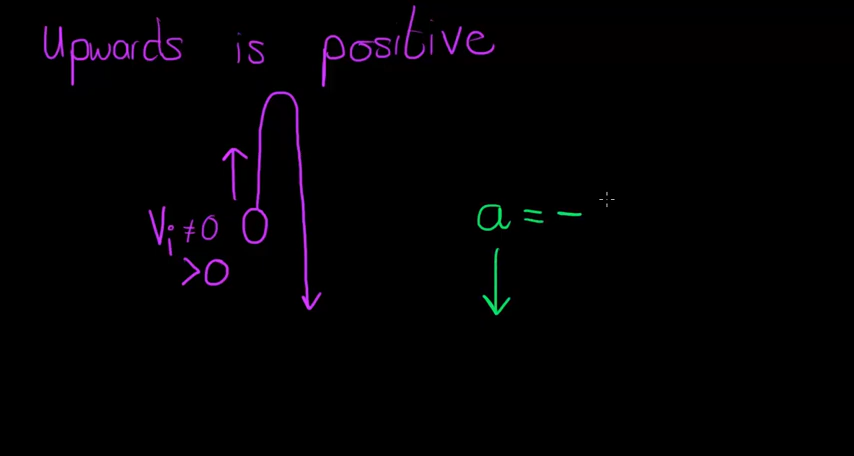 Upwards is positive
Vi ≠ 0
> 0
a = -